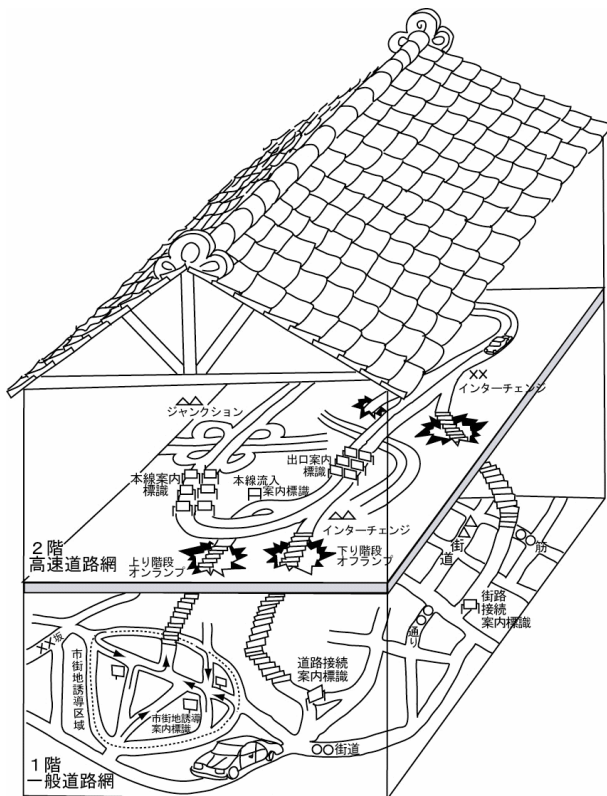 ××
インターチェンジ
△△
ジャンクション
出口案内
標識
本線案内
標識
本線流入
案内標識
△△
インターチェンジ
2階
高速道路網
上り階段
オンランプ
下り階段
オフランプ
△△
街道
○○筋
街路
接続
案内標識
○○通り
××坂
市街地誘導区域
道路接続
案内標識
市街地誘導
案内標識
○○街道
1階
一般道路網